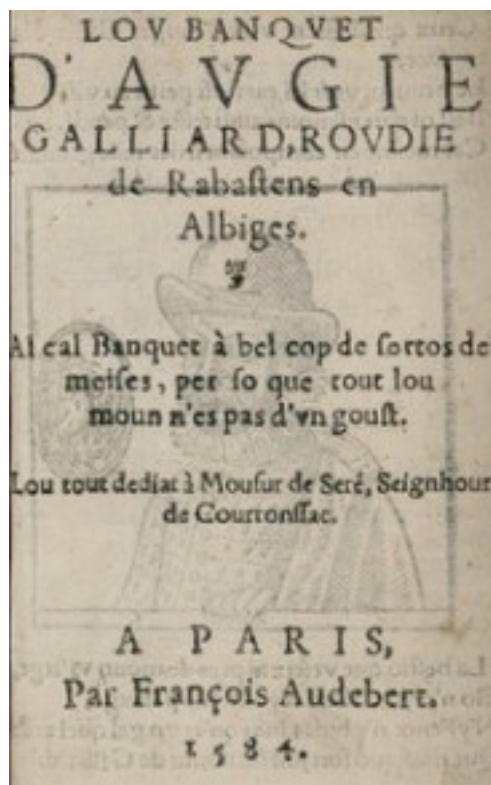 LOV BANQVET
D'AVGIE
GALLIARD, ROVDIE
de Rabaſtens en
Albiges.
Al cal Banquet à bel cop de ſortos de
meiſes, per ſo que tout lou
moun n'es pas d'vn gouſt.
Lou tout dediat à Mouſur de Seré, Seignhour
de Courtonſſac.
A PARIS,
Par François Audebert.
1584.